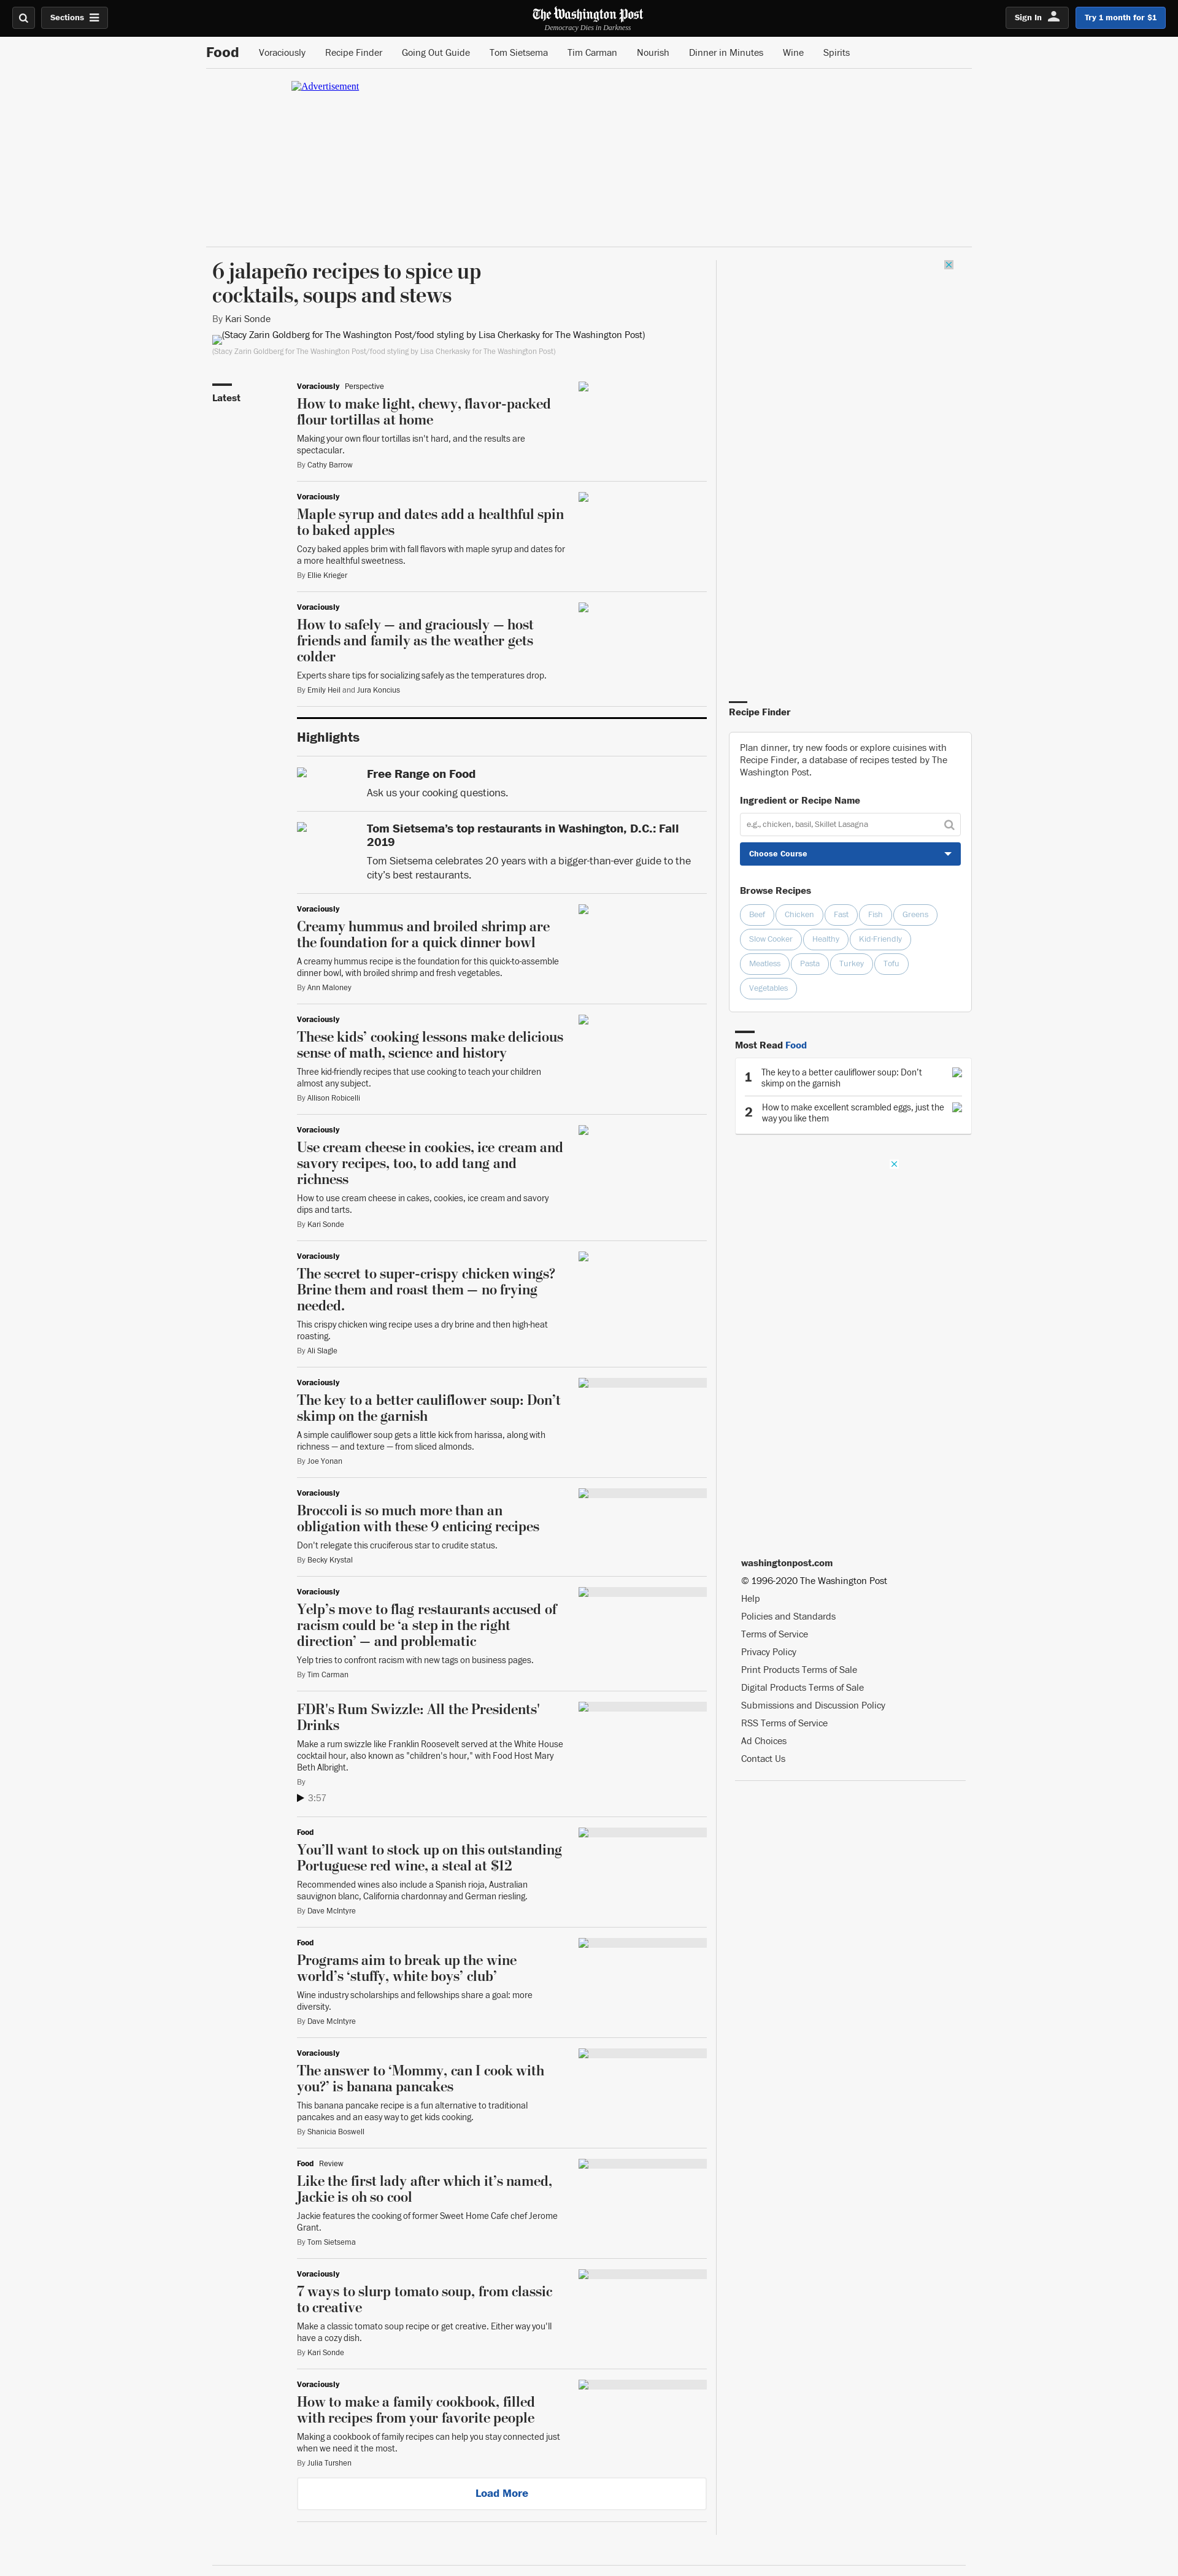 Sections
The Washington Post
Democracy Dies in Darkness
Sign In
Try 1 month for $1
Food
Voraciously
Recipe Finder
Going Out Guide
Tom Sietsema
Tim Carman
Nourish
Dinner in Minutes
Wine
Spirits
Advertisement
6 jalapeño recipes to spice up
cocktails, soups and stews
By Kari Sonde
(Stacy Zarin Goldberg for The Washington Post/food styling by Lisa Cherkasky for The Washington Post)
(Stacy Zarin Goldberg for The Washington Post/food styling by Lisa Cherkasky for The Washington Post)
Latest
Voraciously Perspective
How to make light, chewy, flavor-packed
flour tortillas at home
Making your own flour tortillas isn’t hard, and the results are
spectacular.
By Cathy Barrow
Voraciously
Maple syrup and dates add a healthful spin
to baked apples
Cozy baked apples brim with fall flavors with maple syrup and dates for
a more healthful sweetness.
By Ellie Krieger
Voraciously
How to safely — and graciously — host
friends and family as the weather gets
colder
Experts share tips for socializing safely as the temperatures drop.
By Emily Heil and Jura Koncius
Highlights
Free Range on Food
Ask us your cooking questions.
Tom Sietsema’s top restaurants in Washington, D.C.: Fall
2019
Tom Sietsema celebrates 20 years with a bigger-than-ever guide to the
city’s best restaurants.
Voraciously
Creamy hummus and broiled shrimp are
the foundation for a quick dinner bowl
A creamy hummus recipe is the foundation for this quick-to-assemble
dinner bowl, with broiled shrimp and fresh vegetables.
By Ann Maloney
Voraciously
These kids’ cooking lessons make delicious
sense of math, science and history
Three kid-friendly recipes that use cooking to teach your children
almost any subject.
By Allison Robicelli
Voraciously
Use cream cheese in cookies, ice cream and
savory recipes, too, to add tang and
richness
How to use cream cheese in cakes, cookies, ice cream and savory
dips and tarts.
By Kari Sonde
Voraciously
The secret to super-crispy chicken wings?
Brine them and roast them — no frying
needed.
This crispy chicken wing recipe uses a dry brine and then high-heat
roasting.
By Ali Slagle
Voraciously
The key to a better cauliflower soup: Don’t
skimp on the garnish
A simple cauliflower soup gets a little kick from harissa, along with
richness — and texture — from sliced almonds.
By Joe Yonan
Voraciously
Broccoli is so much more than an
obligation with these 9 enticing recipes
Don’t relegate this cruciferous star to crudite status.
By Becky Krystal
Voraciously
Yelp’s move to flag restaurants accused of
racism could be ‘a step in the right
direction’ — and problematic
Yelp tries to confront racism with new tags on business pages.
By Tim Carman
FDR's Rum Swizzle: All the Presidents'
Drinks
Make a rum swizzle like Franklin Roosevelt served at the White House
cocktail hour, also known as "children's hour," with Food Host Mary
Beth Albright.
By
3:57
Food
You’ll want to stock up on this outstanding
Portuguese red wine, a steal at $12
Recommended wines also include a Spanish rioja, Australian
sauvignon blanc, California chardonnay and German riesling.
By Dave McIntyre
Food
Programs aim to break up the wine
world’s ‘stuffy, white boys’ club’
Wine industry scholarships and fellowships share a goal: more
diversity.
By Dave McIntyre
Voraciously
The answer to ‘Mommy, can I cook with
you?’ is banana pancakes
This banana pancake recipe is a fun alternative to traditional
pancakes and an easy way to get kids cooking.
By Shanicia Boswell
Food Review
Like the first lady after which it’s named,
Jackie is oh so cool
Jackie features the cooking of former Sweet Home Cafe chef Jerome
Grant.
By Tom Sietsema
Voraciously
7 ways to slurp tomato soup, from classic
to creative
Make a classic tomato soup recipe or get creative. Either way you’ll
have a cozy dish.
By Kari Sonde
Voraciously
How to make a family cookbook, filled
with recipes from your favorite people
Making a cookbook of family recipes can help you stay connected just
when we need it the most.
By Julia Turshen
Load More
Recipe Finder
Plan dinner, try new foods or explore cuisines with
Recipe Finder, a database of recipes tested by The
Washington Post.
Ingredient or Recipe Name
e.g., chicken, basil, Skillet Lasagna
Choose Course
Browse Recipes
Beef Chicken Fast Fish Greens
Slow Cooker Healthy Kid-Friendly
Meatless Pasta Turkey Tofu
Vegetables
Most Read Food
1 The key to a better cauliflower soup: Don’t
skimp on the garnish
2 How to make excellent scrambled eggs, just the
way you like them
washingtonpost.com
© 1996-2020 The Washington Post
Help
Policies and Standards
Terms of Service
Privacy Policy
Print Products Terms of Sale
Digital Products Terms of Sale
Submissions and Discussion Policy
RSS Terms of Service
Ad Choices
Contact Us